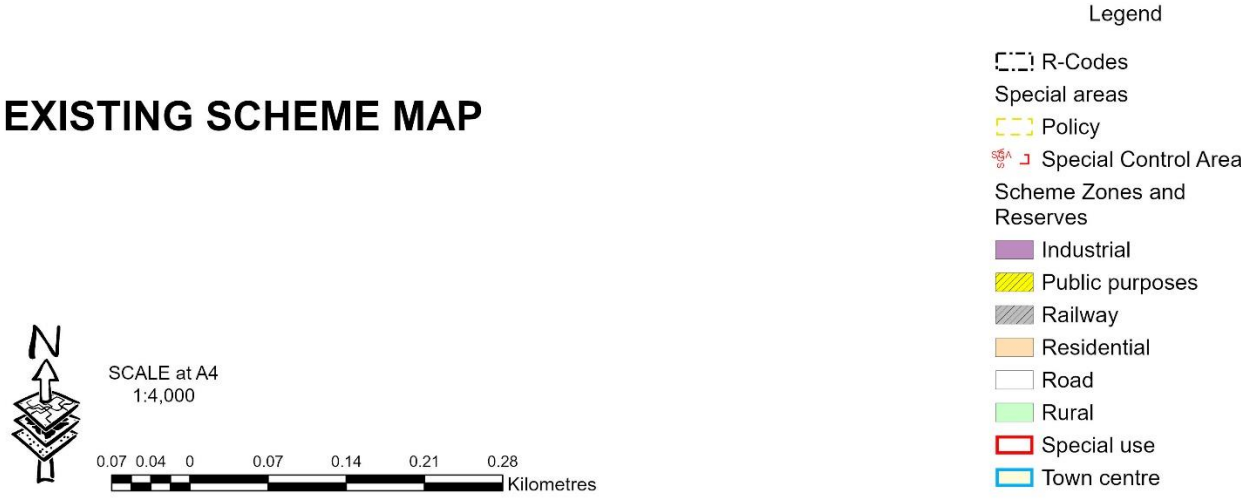 EXISTING SCHEME MAP
N
SCALE at A4
1:4,000
0.07 0.04 0 0.07 0.14 0.21 0.28
Kilometres
Legend
R-Codes
Special areas
Policy
SCA SCA Special Control Area
Scheme Zones and
Reserves
Industrial
Public purposes
Railway
Residential
Road
Rural
Special use
Town centre